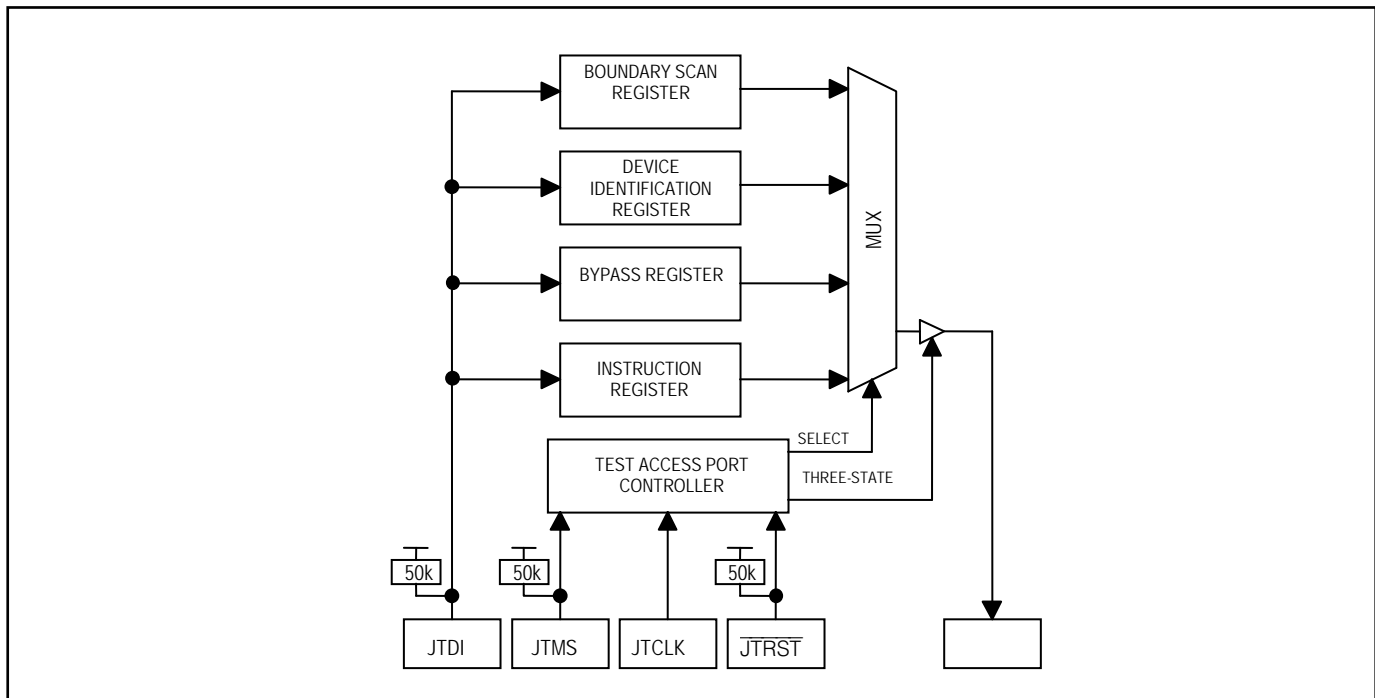 BOUNDARY SCAN
REGISTER
DEVICE
IDENTIFICATION
REGISTER
BYPASS REGISTER
INSTRUCTION
REGISTER
MUX
SELECT
TEST ACCESS PORT
CONTROLLER
THREE-STATE
50k
50k
50k
JTDI
JTMS
JTCLK
J̅T̅R̅S̅T̅